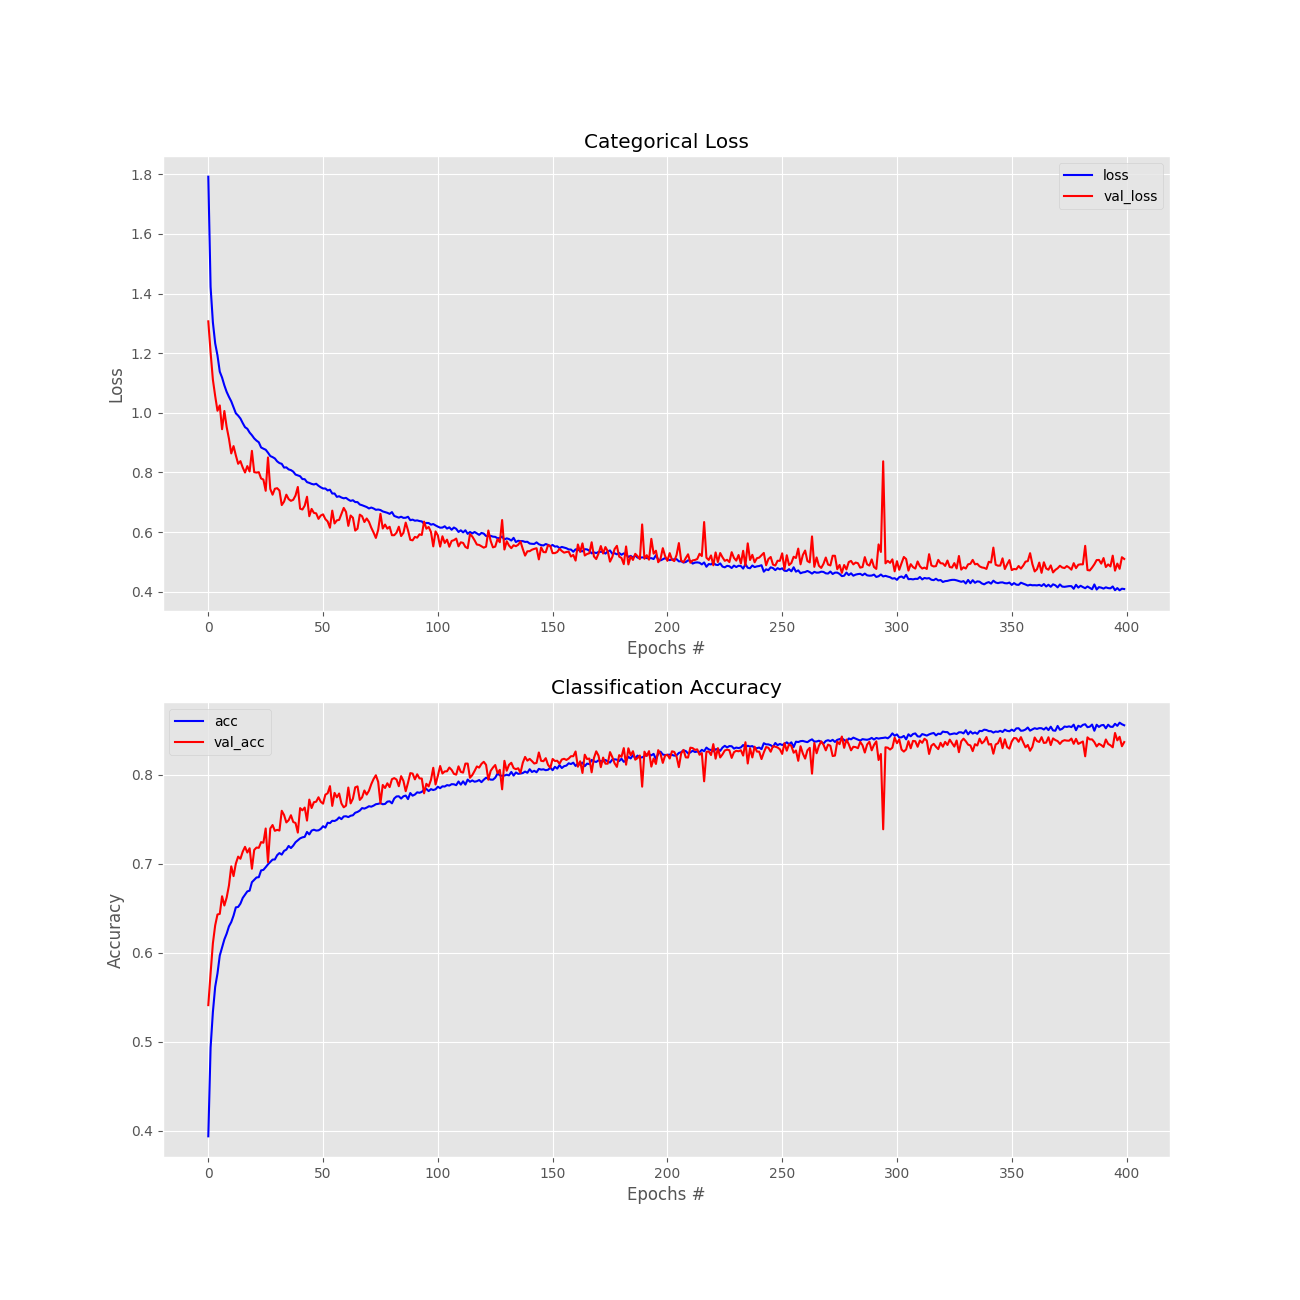 Categorical Loss
loss
val_loss
1.8
1.6
1.4
1.2
1.0
0.8
0.6
0.4
Loss
0 50 100 150 200 250 300 350 400
Epochs #
Classification Accuracy
acc
val_acc
0.8
0.7
0.6
0.5
0.4
Accuracy
0 50 100 150 200 250 300 350 400
Epochs #